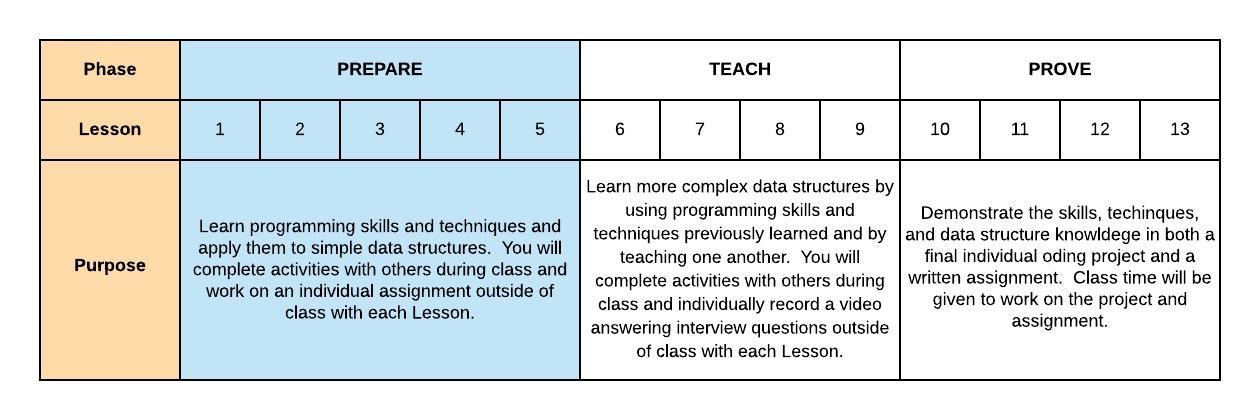 Phase PREPARE TEACH PROVE
Lesson 1 2 3 4 5 6 7 8 9 10 11 12 13
Purpose
Learn programming skills and techniques and
apply them to simple data structures.  You will
complete activities with others during class and
work on an individual assignment outside of
class with each Lesson.
Learn more complex data structures by
using programming skills and
techniques previously learned and by
teaching one another.  You will
complete activities with others during
class and individually record a video
answering interview questions outside
of class with each Lesson.
Demonstrate the skills, techinques,
and data structure knowldege in both a
final individual oding project and a
written assignment.  Class time will be
given to work on the project and
assignment.